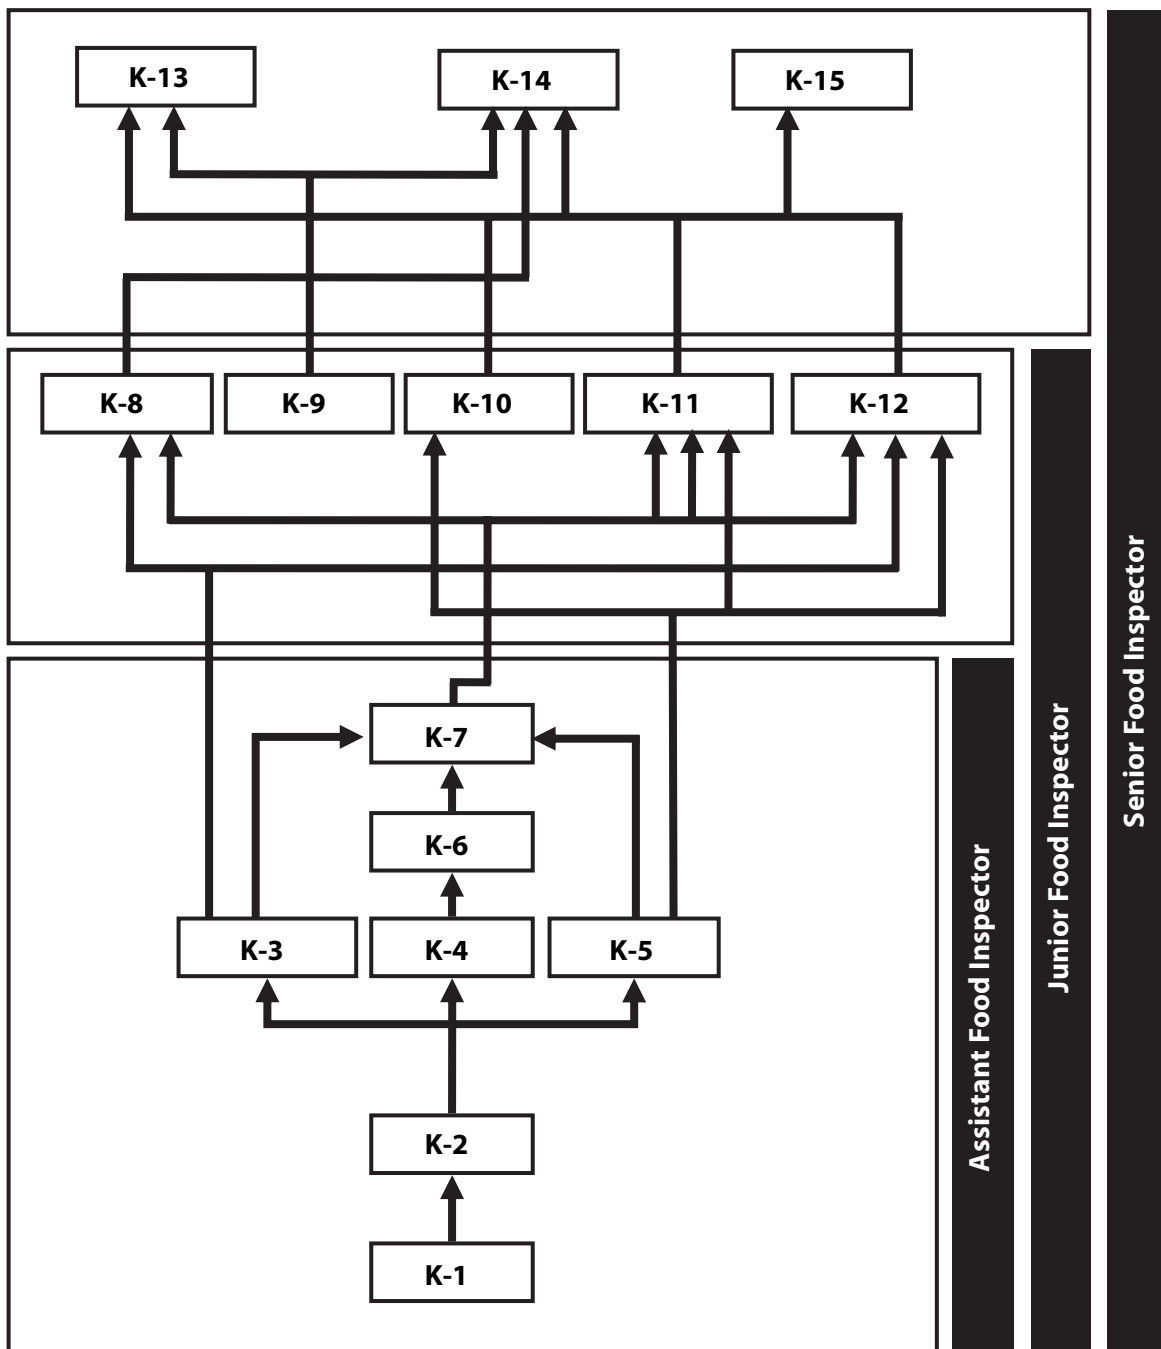 K-13
K-14
K-15
K-8
K-9
K-10
K-11
K-12
K-7
K-6
K-3
K-4
K-5
K-2
K-1
Assistant Food Inspector
Junior Food Inspector
Senior Food Inspector